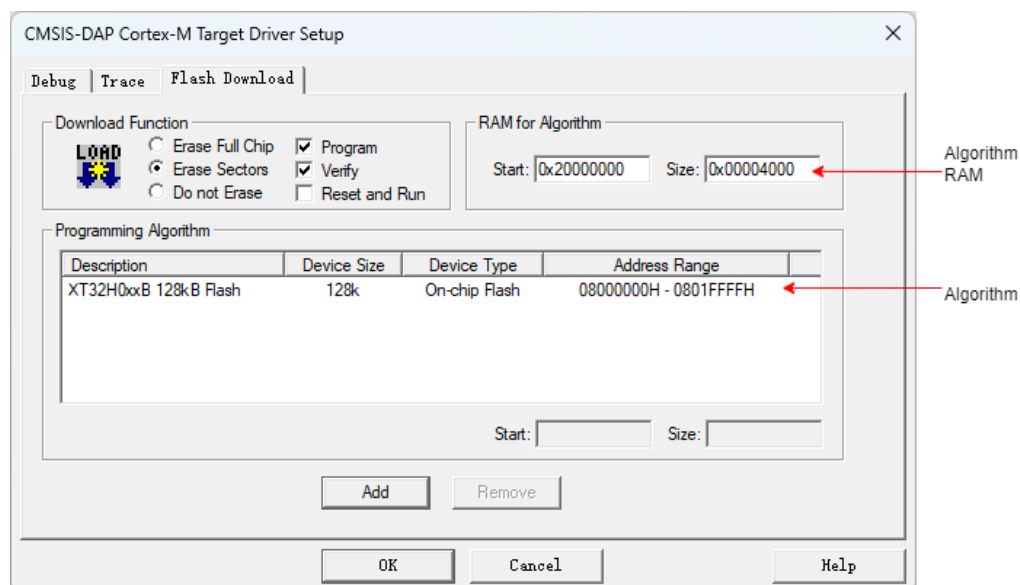 CMSIS-DAP Cortex-M Target Driver Setup
Debug Trace Flash Download
Download Function
LOAD
Erase Full Chip
Erase Sectors
Do not Erase
Program
Verify
Reset and Run
RAM for Algorithm
Start: 0x20000000 Size: 0x00004000
Algorithm
RAM
Programming Algorithm
Description Device Size Device Type Address Range
XT32H0xxB 128kB Flash 128k On-chip Flash 08000000H - 0801FFFFH
Algorithm
Start: Size:
Add Remove
OK Cancel Help